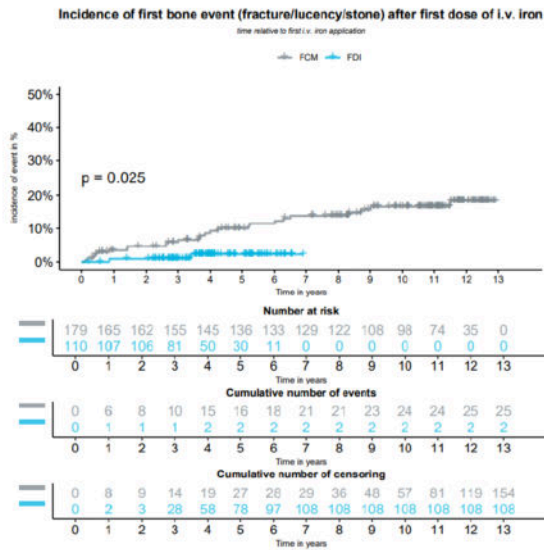 Incidence of first bone event (fracture/lucency/stone) after first dose of i.v. iron
time relative to first i.v. iron application
FCM FDI
incidence of event in %
50%
40%
30%
20%
10%
0%
p = 0.025
0 1 2 3 4 5 6 7 8 9 10 11 12 13
Time in years
Number at risk
179 165 162 155 145 136 133 129 122 108 98 74 35 0
110 107 106 81 50 30 11 0 0 0 0 0 0 0
0 1 2 3 4 5 6 7 8 9 10 11 12 13
Time in years
Cumulative number of events
0 6 8 10 15 16 18 21 21 23 24 24 25 25
0 1 1 1 2 2 2 2 2 2 2 2 2 2
0 1 2 3 4 5 6 7 8 9 10 11 12 13
Time in years
Cumulative number of censoring
0 8 9 14 19 27 28 29 36 48 57 81 119 154
0 2 3 28 58 78 97 108 108 108 108 108 108 108
0 1 2 3 4 5 6 7 8 9 10 11 12 13
Time in years